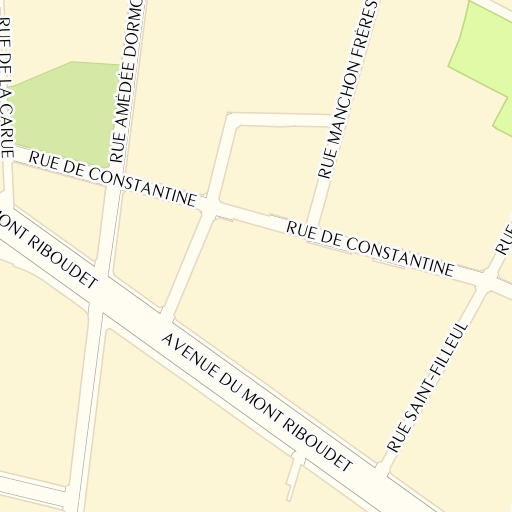 RUE DE LA CARUE
RUE AMÉDÉE DORMO
RUE MANCHON FRÈRES
RUE DE CONSTANTINE
RUE DE CONSTANTINE
RUE
MONT RIBOUDET
AVENUE DU MONT RIBOUDET
RUE SAINT-FILLEUL